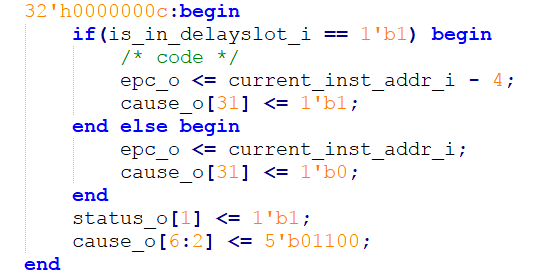 32'h0000000c:begin
if(is_in_delayslot_i == 1'b1) begin
/* code */
epc_o <= current_inst_addr_i - 4;
cause_o[31] <= 1'b1;
end else begin
epc_o <= current_inst_addr_i;
cause_o[31] <= 1'b0;
end
status_o[1] <= 1'b1;
cause_o[6:2] <= 5'b01100;
end